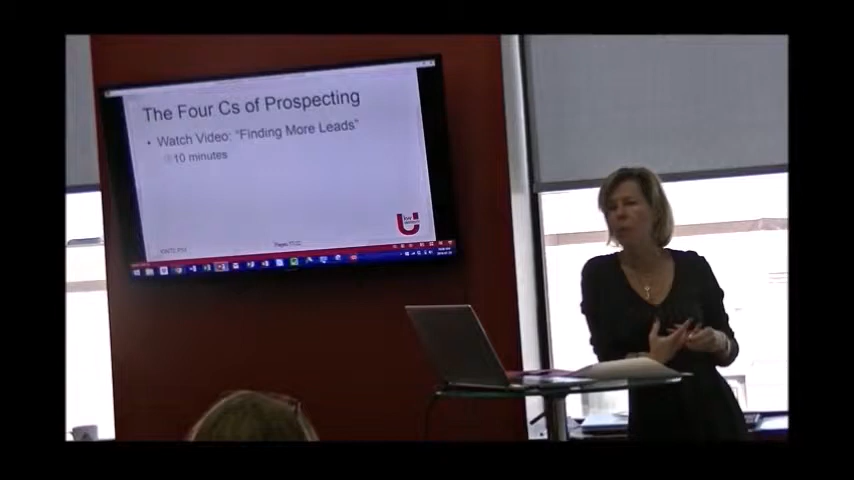 The Four Cs of Prospecting
• Watch Video: “Finding More Leads”
10 minutes